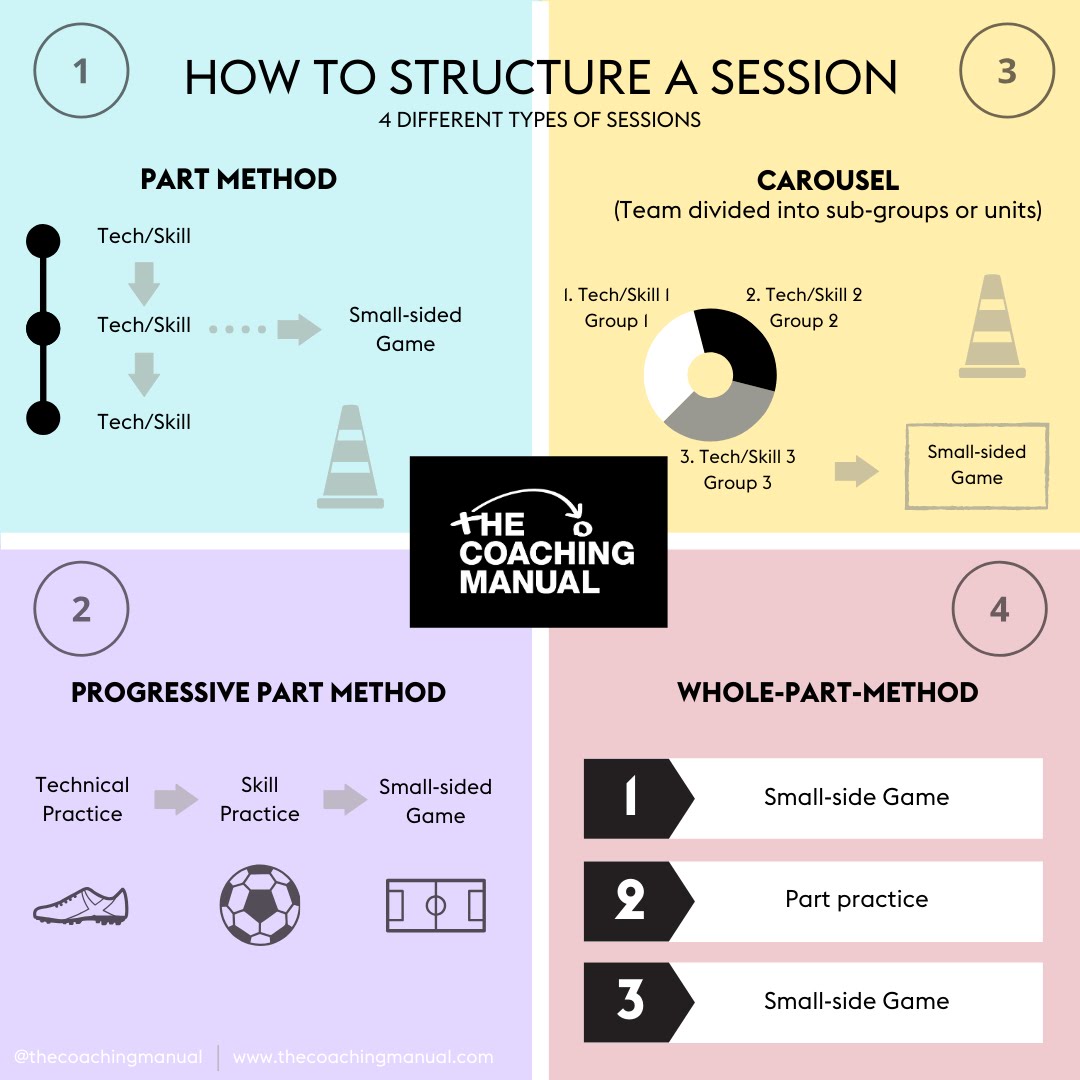 HOW TO STRUCTURE A SESSION
4 DIFFERENT TYPES OF SESSIONS
1
PART METHOD
Tech/Skill
Tech/Skill
Small-sided
Game
Tech/Skill
2
PROGRESSIVE PART METHOD
Technical
Practice
Skill
Practice
Small-sided
Game
3
CAROUSEL
(Team divided into sub-groups or units)
1. Tech/Skill 1
Group 1
2. Tech/Skill 2
Group 2
3. Tech/Skill 3
Group 3
Small-sided
Game
4
WHOLE-PART-METHOD
1
Small-side Game
2
Part practice
3
Small-side Game
THE
COACHING
MANUAL
@thecoachingmanual
www.thecoachingmanual.com